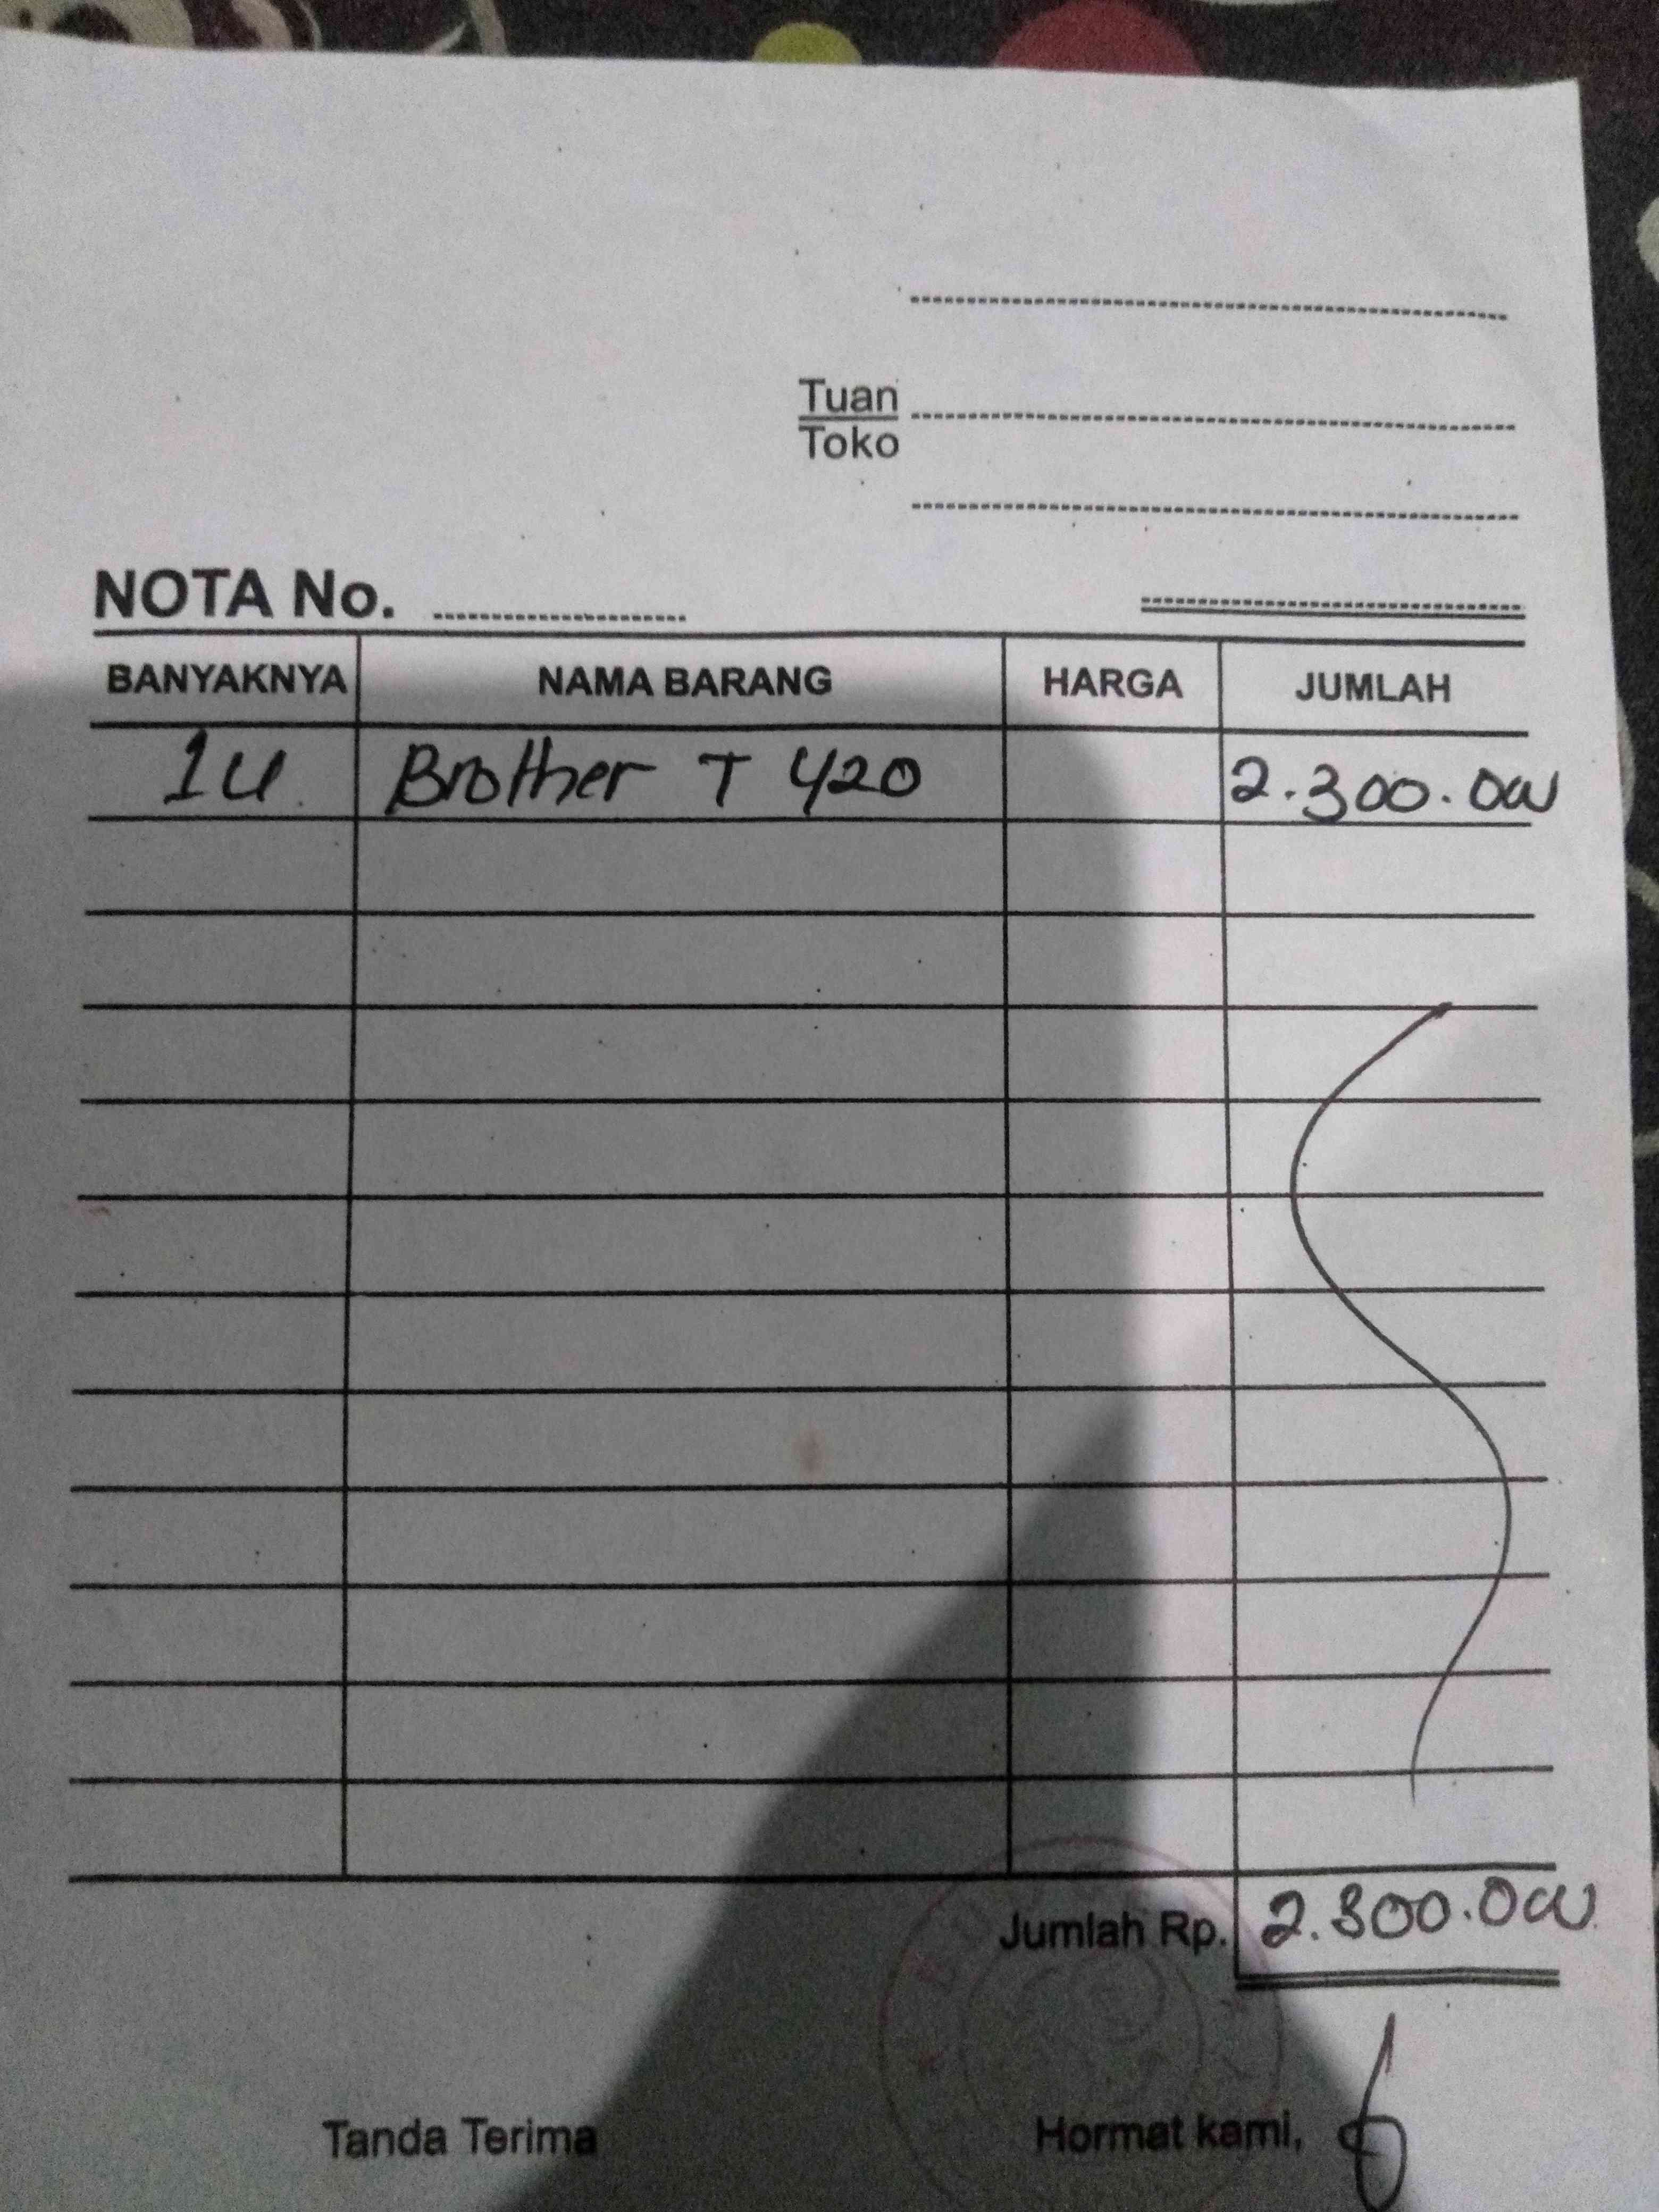 Tuan
Toko
NOTA No.
BANYAKNYA NAMA BARANG HARGA JUMLAH
1 U Brother T 420 2.300.000
Jumlah Rp. 2.300.000
Tanda Terima Hormat kami,